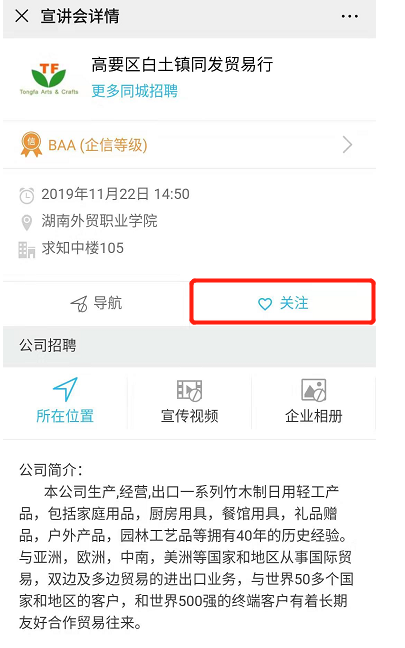 宣讲会详情
TF
Tongfa Arts & Crafts
高要区白土镇同发贸易行
更多同城招聘
信
BAA (企信等级)
2019年11月22日 14:50
湖南外贸职业学院
求知中楼105
导航
关注
公司招聘
所在位置
宣传视频
企业相册
公司简介：
本公司生产,经营,出口一系列竹木制日用轻工产
品，包括家庭用品，厨房用具，餐馆用具，礼品赠
品，户外产品，园林工艺品等拥有40年的历史经验。
与亚洲，欧洲，中南，美洲等国家和地区从事国际贸
易，双边及多边贸易的进出口业务，与世界50多个国
家和地区的客户，和世界500强的终端客户有着长期
友好合作贸易往来。